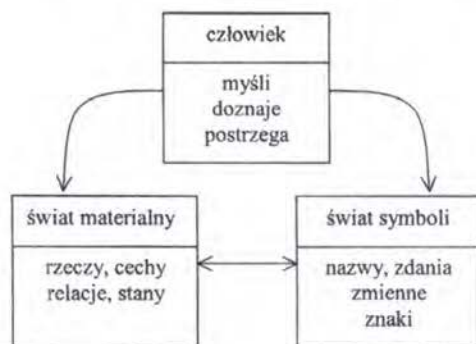 człowiek
myśli
doznaje
postrzega
świat materialny
rzeczy, cechy
relacje, stany
świat symboli
nazwy, zdania
zmienne
znaki